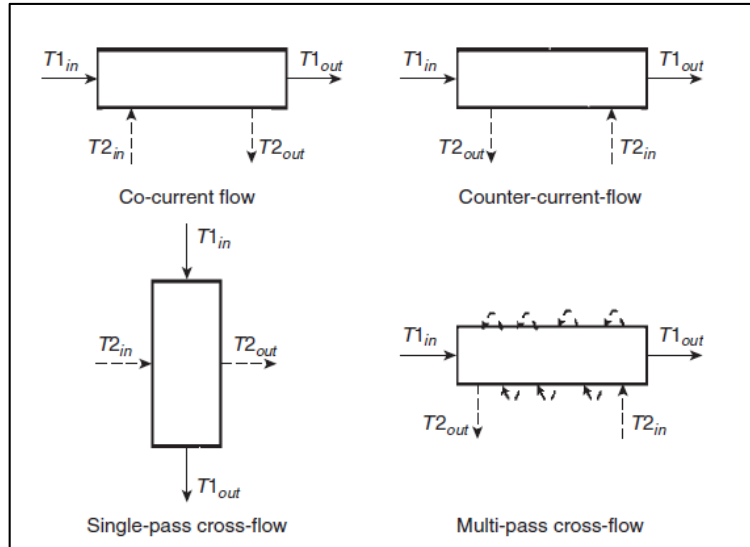 T1in T1out T1in T1out
T2in T2out T2out T2in
Co-current flow Counter-current-flow
T1in
T2in T2out T1in T1out
T2out T2in
T1out
Single-pass cross-flow Multi-pass cross-flow